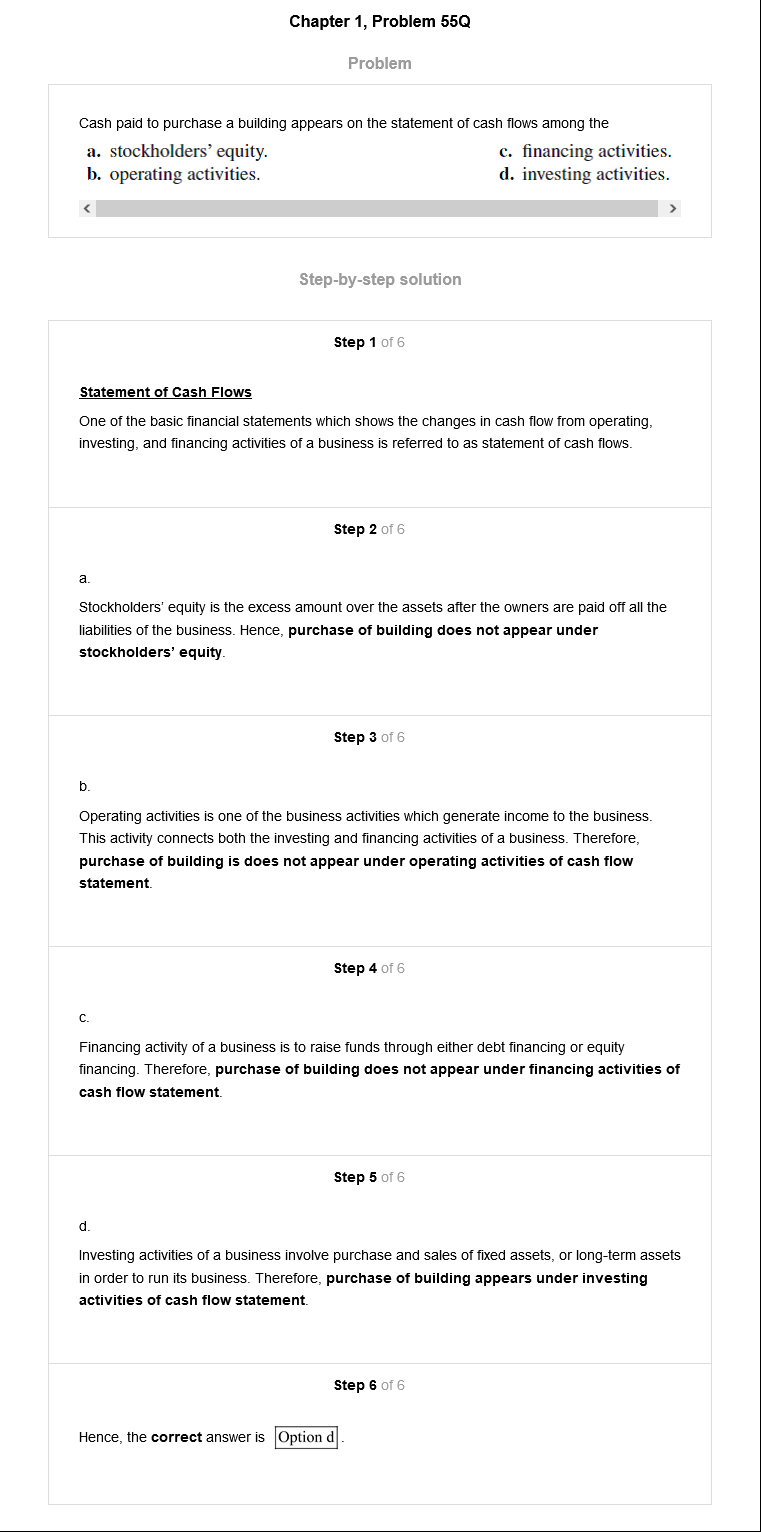 Chapter 1, Problem 55Q
Problem
Cash paid to purchase a building appears on the statement of cash flows among the
a. stockholders’ equity. c. financing activities.
b. operating activities. d. investing activities.
Step-by-step solution
Step 1 of 6
Statement of Cash Flows
One of the basic financial statements which shows the changes in cash flow from operating,
investing, and financing activities of a business is referred to as statement of cash flows.
Step 2 of 6
a.
Stockholders’ equity is the excess amount over the assets after the owners are paid off all the
liabilities of the business. Hence, purchase of building does not appear under
stockholders’ equity.
Step 3 of 6
b.
Operating activities is one of the business activities which generate income to the business.
This activity connects both the investing and financing activities of a business. Therefore,
purchase of building is does not appear under operating activities of cash flow
statement.
Step 4 of 6
c.
Financing activity of a business is to raise funds through either debt financing or equity
financing. Therefore, purchase of building does not appear under financing activities of
cash flow statement.
Step 5 of 6
d.
Investing activities of a business involve purchase and sales of fixed assets, or long-term assets
in order to run its business. Therefore, purchase of building appears under investing
activities of cash flow statement.
Step 6 of 6
Hence, the correct answer is Option d.